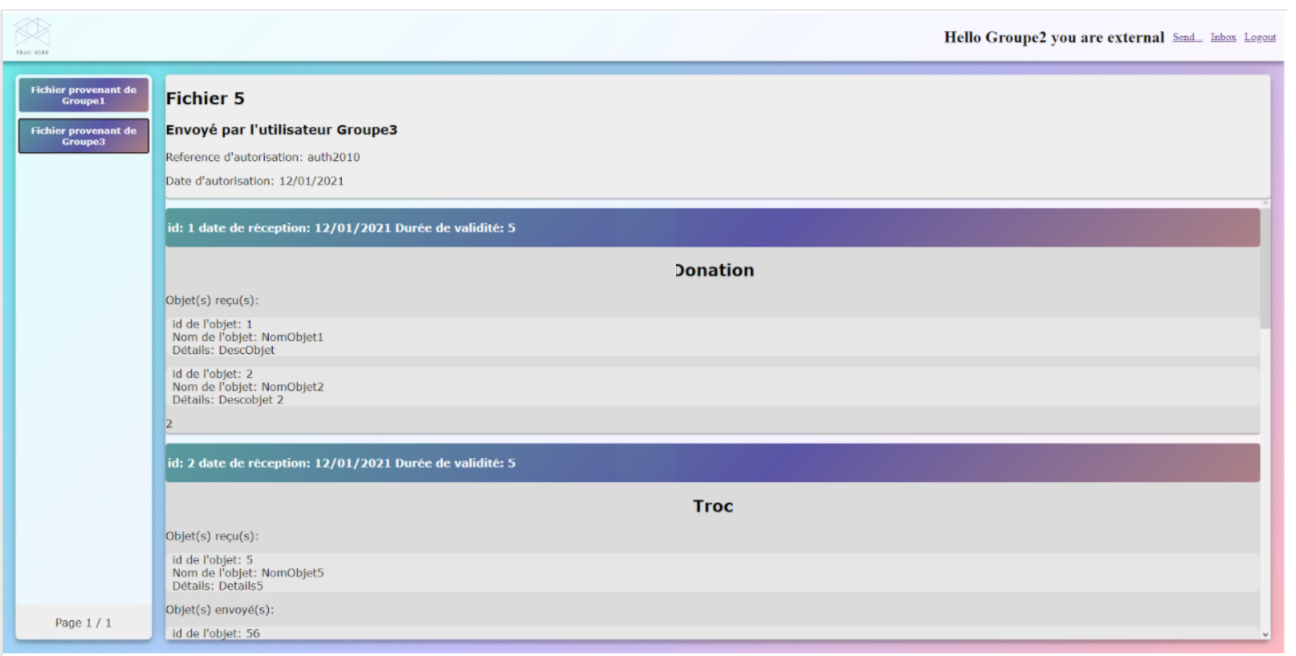 TROC NIBE
Hello Groupe2 you are external Send... Inbox Logout
Fichier provenant de
Groupe1
Fichier provenant de
Groupe3
Page 1 / 1
Fichier 5
Envoyé par l'utilisateur Groupe3
Reference d'autorisation: auth2010
Date d'autorisation: 12/01/2021
id: 1 date de réception: 12/01/2021 Durée de validité: 5
Donation
Objet(s) reçu(s):
id de l'objet: 1
Nom de l'objet: NomObjet1
Détails: DescObjet
id de l'objet: 2
Nom de l'objet: NomObjet2
Détails: Descobjet 2
2
id: 2 date de réception: 12/01/2021 Durée de validité: 5
Troc
Objet(s) reçu(s):
id de l'objet: 5
Nom de l'objet: NomObjet5
Détails: Details5
Objet(s) envoyé(s):
id de l'objet: 56